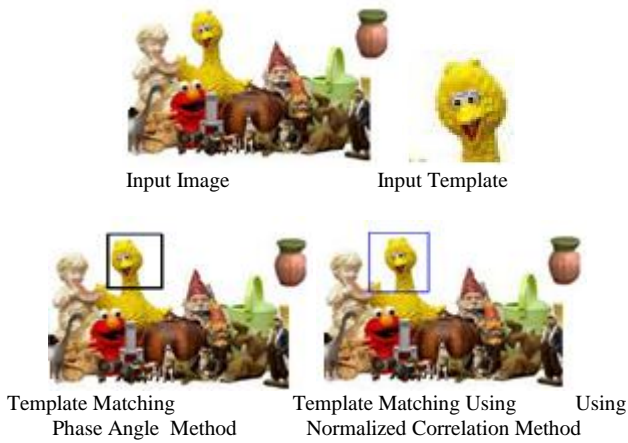 Input Image Input Template
Template Matching Template Matching Using Using
Phase Angle Method Normalized Correlation Method